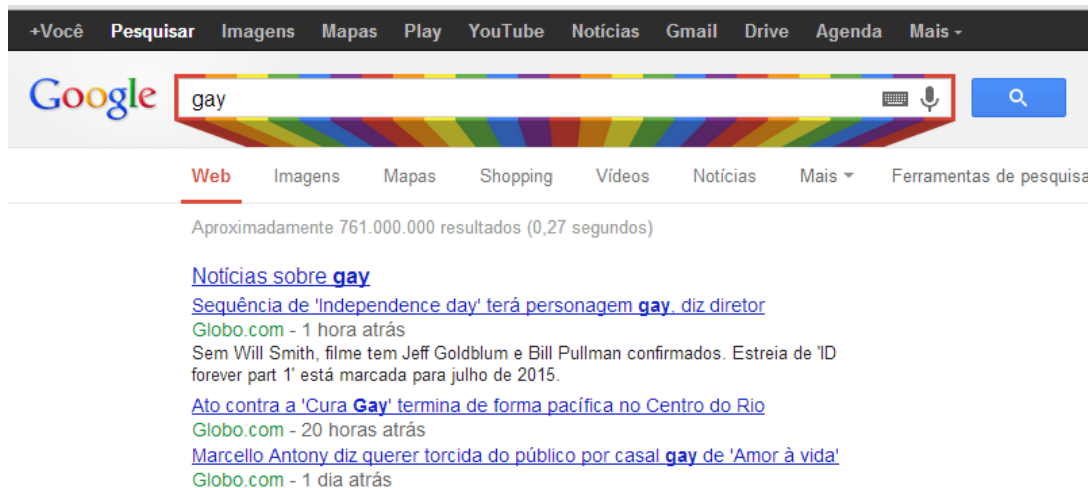 +Você Pesquisar Imagens Mapas Play YouTube Notícias Gmail Drive Agenda Mais
Google gay
Web Imagens Mapas Shopping Vídeos Notícias Mais Ferramentas de pesquisa
Aproximadamente 761.000.000 resultados (0,27 segundos)
Notícias sobre gay
Sequência de 'Independence day' terá personagem gay, diz diretor
Globo.com - 1 hora atrás
Sem Will Smith, filme tem Jeff Goldblum e Bill Pullman confirmados. Estreia de 'ID
forever part 1' está marcada para julho de 2015.
Ato contra a 'Cura Gay' termina de forma pacífica no Centro do Rio
Globo.com - 20 horas atrás
Marcello Antony diz querer torcida do público por casal gay de 'Amor à vida'
Globo.com - 1 dia atrás